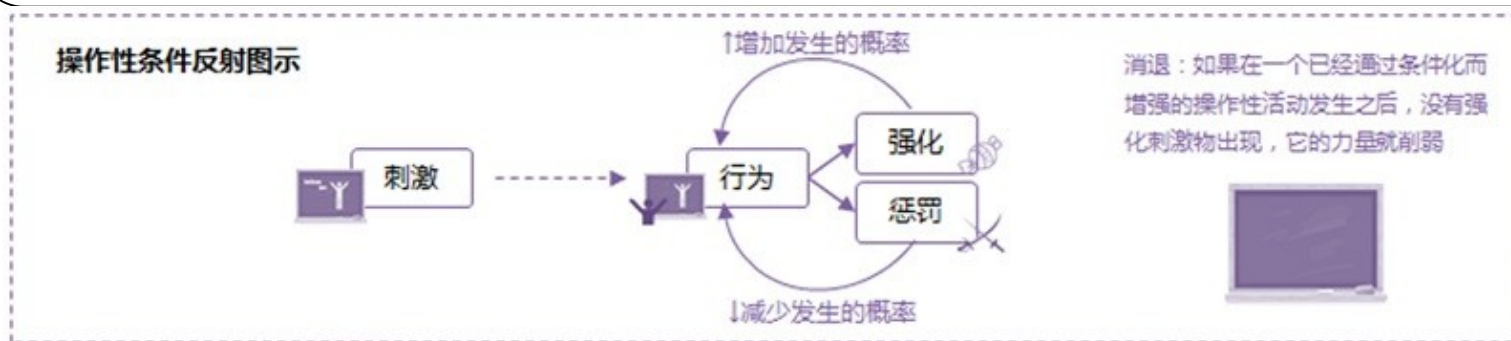 操作性条件反射图示
↑增加发生的概率
消退：如果在一个已经通过条件化而
增强的操作性活动发生之后，没有强
化刺激物出现，它的力量就削弱
强化
刺激
行为
惩罚
↓减少发生的概率